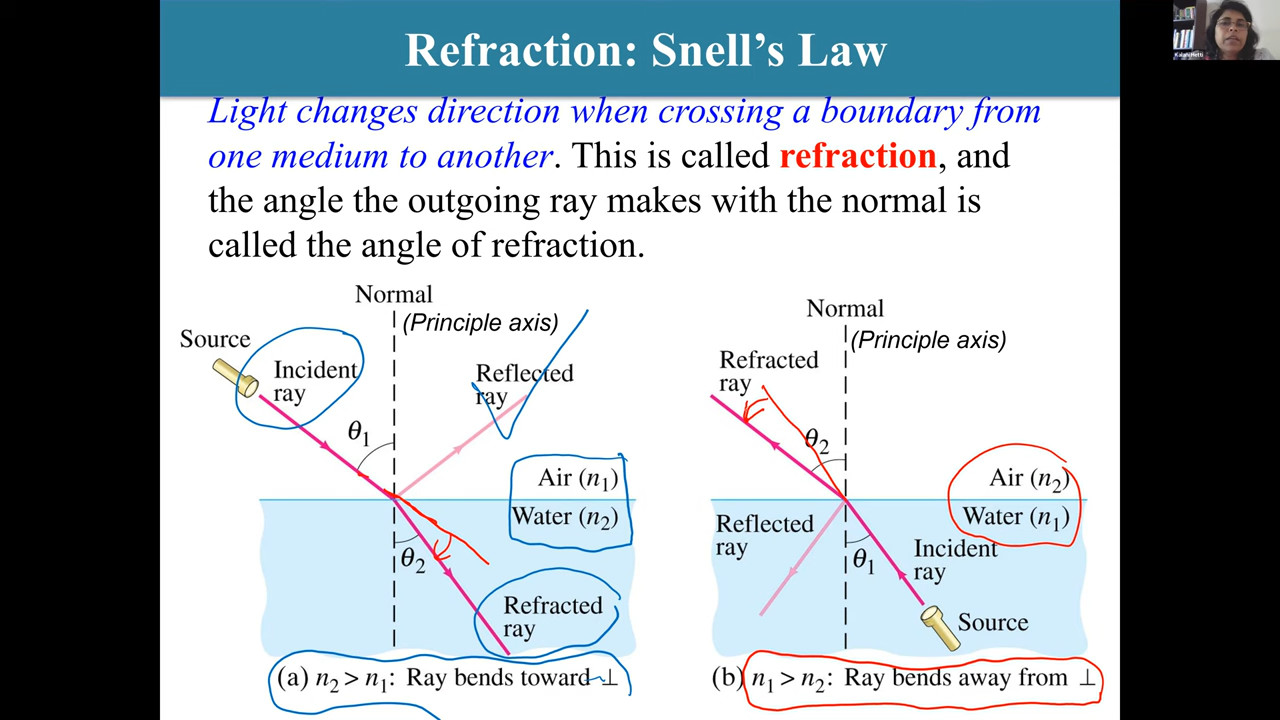 Refraction: Snell's Law
Light changes direction when crossing a boundary from
one medium to another. This is called refraction, and
the angle the outgoing ray makes with the normal is
called the angle of refraction.
Normal
(Principle axis)
Source
Incident
ray
Reflected
ray
θ1
Air (n1)
Water (n2)
θ2
Refracted
ray
(a) n2 > n1: Ray bends toward ⊥
Normal
(Principle axis)
Refracted
ray
θ2
Air (n2)
Water (n1)
Reflected
ray
θ1
Incident
ray
Source
(b) n1 > n2: Ray bends away from ⊥